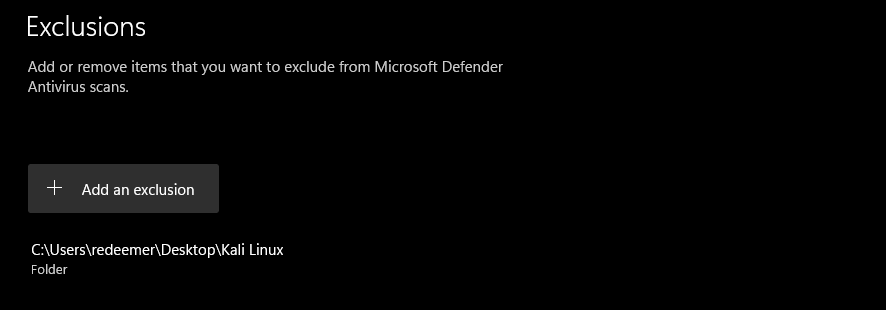 Exclusions
Add or remove items that you want to exclude from Microsoft Defender
Antivirus scans.
Add an exclusion
C:\Users\redeemer\Desktop\Kali Linux
Folder